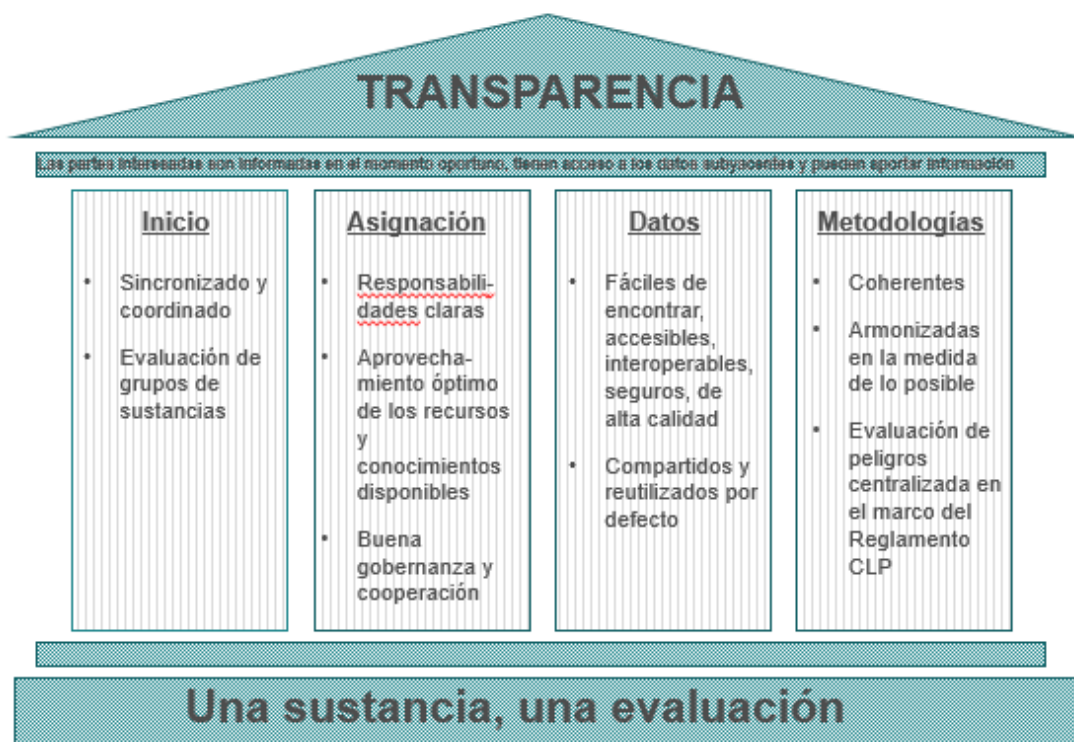 TRANSPARENCIA
Las partes interesadas son informadas en el momento oportuno, tienen acceso a los datos subyacentes y pueden aportar información
Inicio
• Sincronizado y
coordinado
• Evaluación de
grupos de
sustancias
Asignación
• Responsabili-
dades claras
• Aprovecha-
miento óptimo
de los recursos
y
conocimientos
disponibles
• Buena
gobernanza y
cooperación
Datos
• Fáciles de
encontrar,
accesibles,
interoperables,
seguros, de
alta calidad
• Compartidos y
reutilizados por
defecto
Metodologías
• Coherentes
• Armonizadas
en la medida
de lo posible
• Evaluación de
peligros
centralizada en
el marco del
Reglamento
CLP
Una sustancia, una evaluación